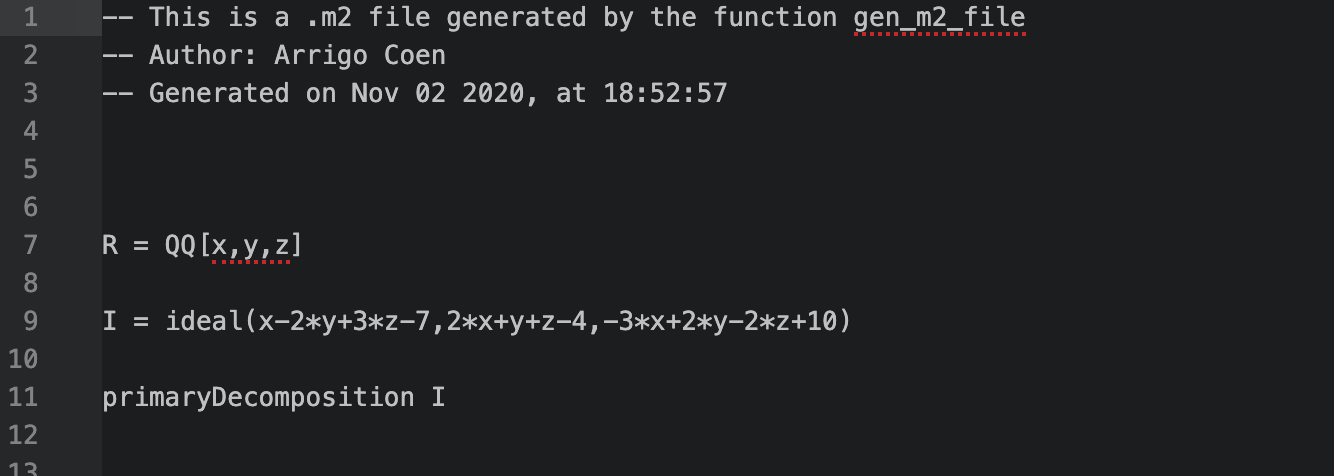 1 -- This is a .m2 file generated by the function gen_m2_file
2 -- Author: Arrigo Coen
3 -- Generated on Nov 02 2020, at 18:52:57
4
5
6
7 R = QQ[x,y,z]
8
9 I = ideal(x-2*y+3*z-7,2*x+y+z-4,-3*x+2*y-2*z+10)
10
11 primaryDecomposition I
12
13